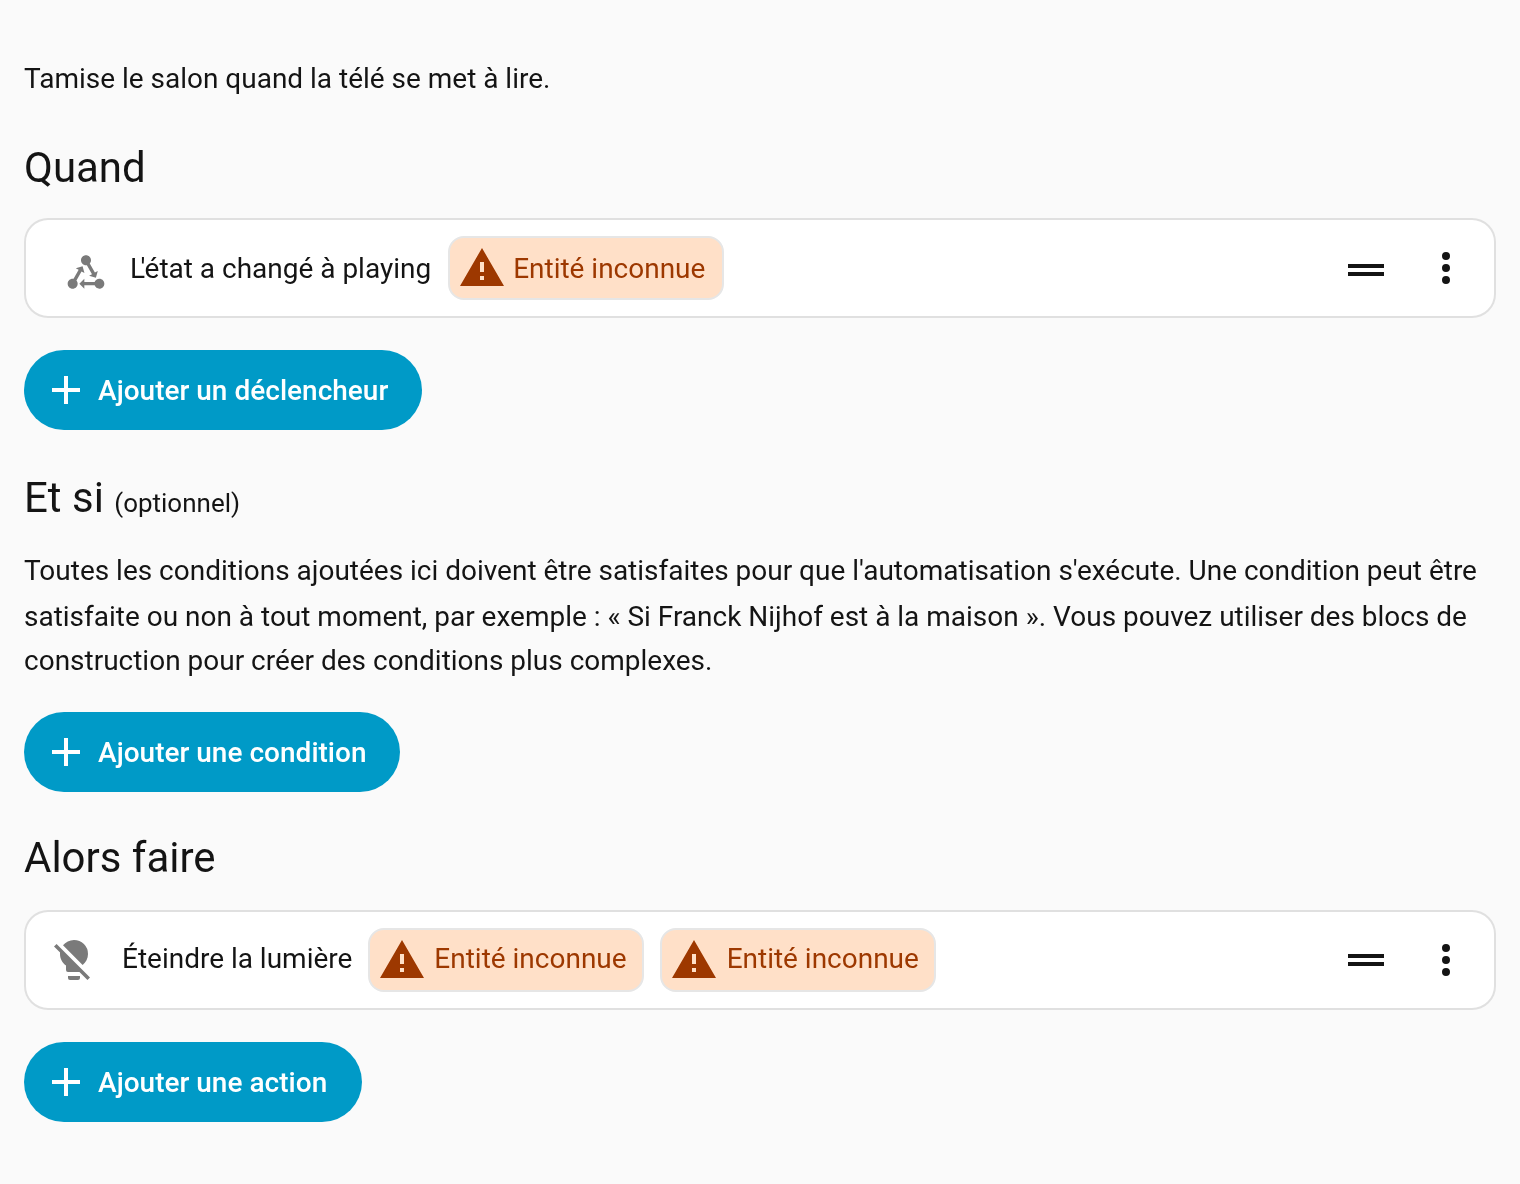 Tamise le salon quand la télé se met à lire.
Quand
L'état a changé à playing Entité inconnue
Ajouter un déclencheur
Et si (optionnel)
Toutes les conditions ajoutées ici doivent être satisfaites pour que l'automatisation s'exécute. Une condition peut être
satisfaite ou non à tout moment, par exemple : « Si Franck Nijhof est à la maison ». Vous pouvez utiliser des blocs de
construction pour créer des conditions plus complexes.
Ajouter une condition
Alors faire
Éteindre la lumière Entité inconnue Entité inconnue
Ajouter une action